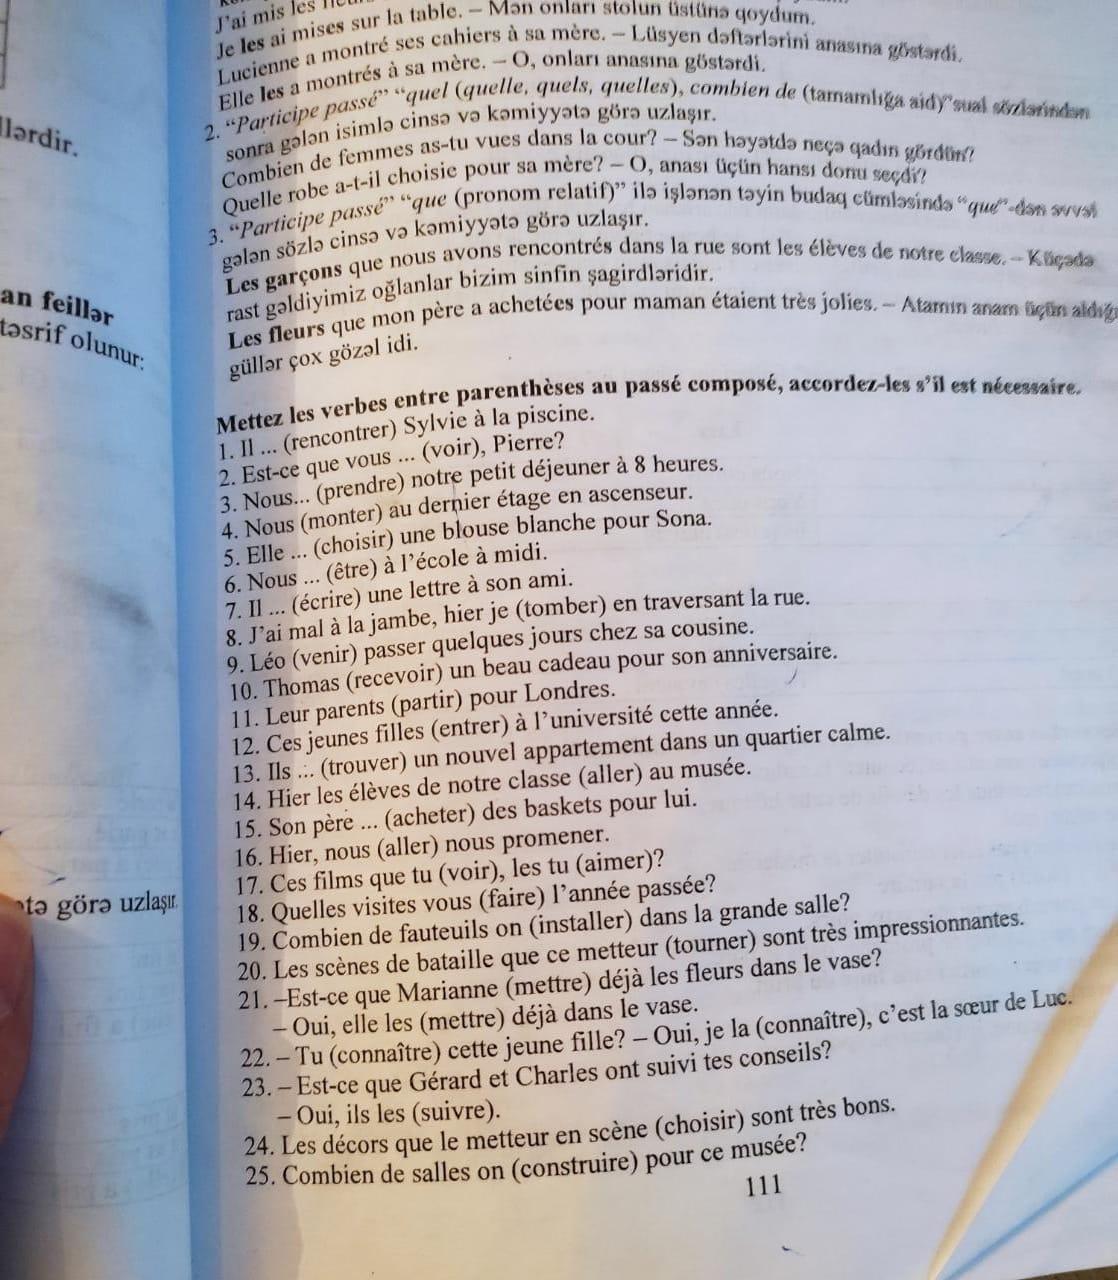 J'ai mis les
Je les ai mises sur la table. – Mən onları stolun üstünə qoydum.
Lucienne a montré ses cahiers à sa mère. – Lüsyen dəftərlərini anasına göstərdi.
Elle les a montrés à sa mère. – O, onları anasına göstərdi.
2. “Participe passé” “quel (quelle, quels, quelles), combien de (tamamlığa aid)”sual sözlərindən
sonra gələn isimlə cinsə və kəmiyyətə görə uzlaşır.
Combien de femmes as-tu vues dans la cour? – Sən həyətdə neçə qadın gördün?
Quelle robe a-t-il choisie pour sa mère? – O, anası üçün hansı donu seçdi?
3. “Participe passé” “que (pronom relatif)” ilə işlənən təyin budaq cümləsində “que”-dən əvvəl
gələn sözlə cinsə və kəmiyyətə görə uzlaşır.
Les garçons que nous avons rencontrés dans la rue sont les élèves de notre classe. – Küçədə
rast gəldiyimiz oğlanlar bizim sinfin şagirdləridir.
Les fleurs que mon père a achetées pour maman étaient très jolies. – Atamın anam üçün aldığı
güllər çox gözəl idi.
Mettez les verbes entre parenthèses au passé composé, accordez-les s’il est nécessaire.
1. Il ... (rencontrer) Sylvie à la piscine.
2. Est-ce que vous ... (voir), Pierre?
3. Nous... (prendre) notre petit déjeuner à 8 heures.
4. Nous (monter) au dernier étage en ascenseur.
5. Elle ... (choisir) une blouse blanche pour Sona.
6. Nous ... (être) à l’école à midi.
7. Il ... (écrire) une lettre à son ami.
8. J’ai mal à la jambe, hier je (tomber) en traversant la rue.
9. Léo (venir) passer quelques jours chez sa cousine.
10. Thomas (recevoir) un beau cadeau pour son anniversaire.
11. Leur parents (partir) pour Londres.
12. Ces jeunes filles (entrer) à l’université cette année.
13. Ils ... (trouver) un nouvel appartement dans un quartier calme.
14. Hier les élèves de notre classe (aller) au musée.
15. Son père ... (acheter) des baskets pour lui.
16. Hier, nous (aller) nous promener.
17. Ces films que tu (voir), les tu (aimer)?
18. Quelles visites vous (faire) l’année passée?
19. Combien de fauteuils on (installer) dans la grande salle?
20. Les scènes de bataille que ce metteur (tourner) sont très impressionnantes.
21. –Est-ce que Marianne (mettre) déjà les fleurs dans le vase?
– Oui, elle les (mettre) déjà dans le vase.
22. – Tu (connaître) cette jeune fille? – Oui, je la (connaître), c’est la sœur de Luc.
23. – Est-ce que Gérard et Charles ont suivi tes conseils?
– Oui, ils les (suivre).
24. Les décors que le metteur en scène (choisir) sont très bons.
25. Combien de salles on (construire) pour ce musée?
111
lərdir.
an feillər
təsrif olunur:
ətə görə uzlaşır.